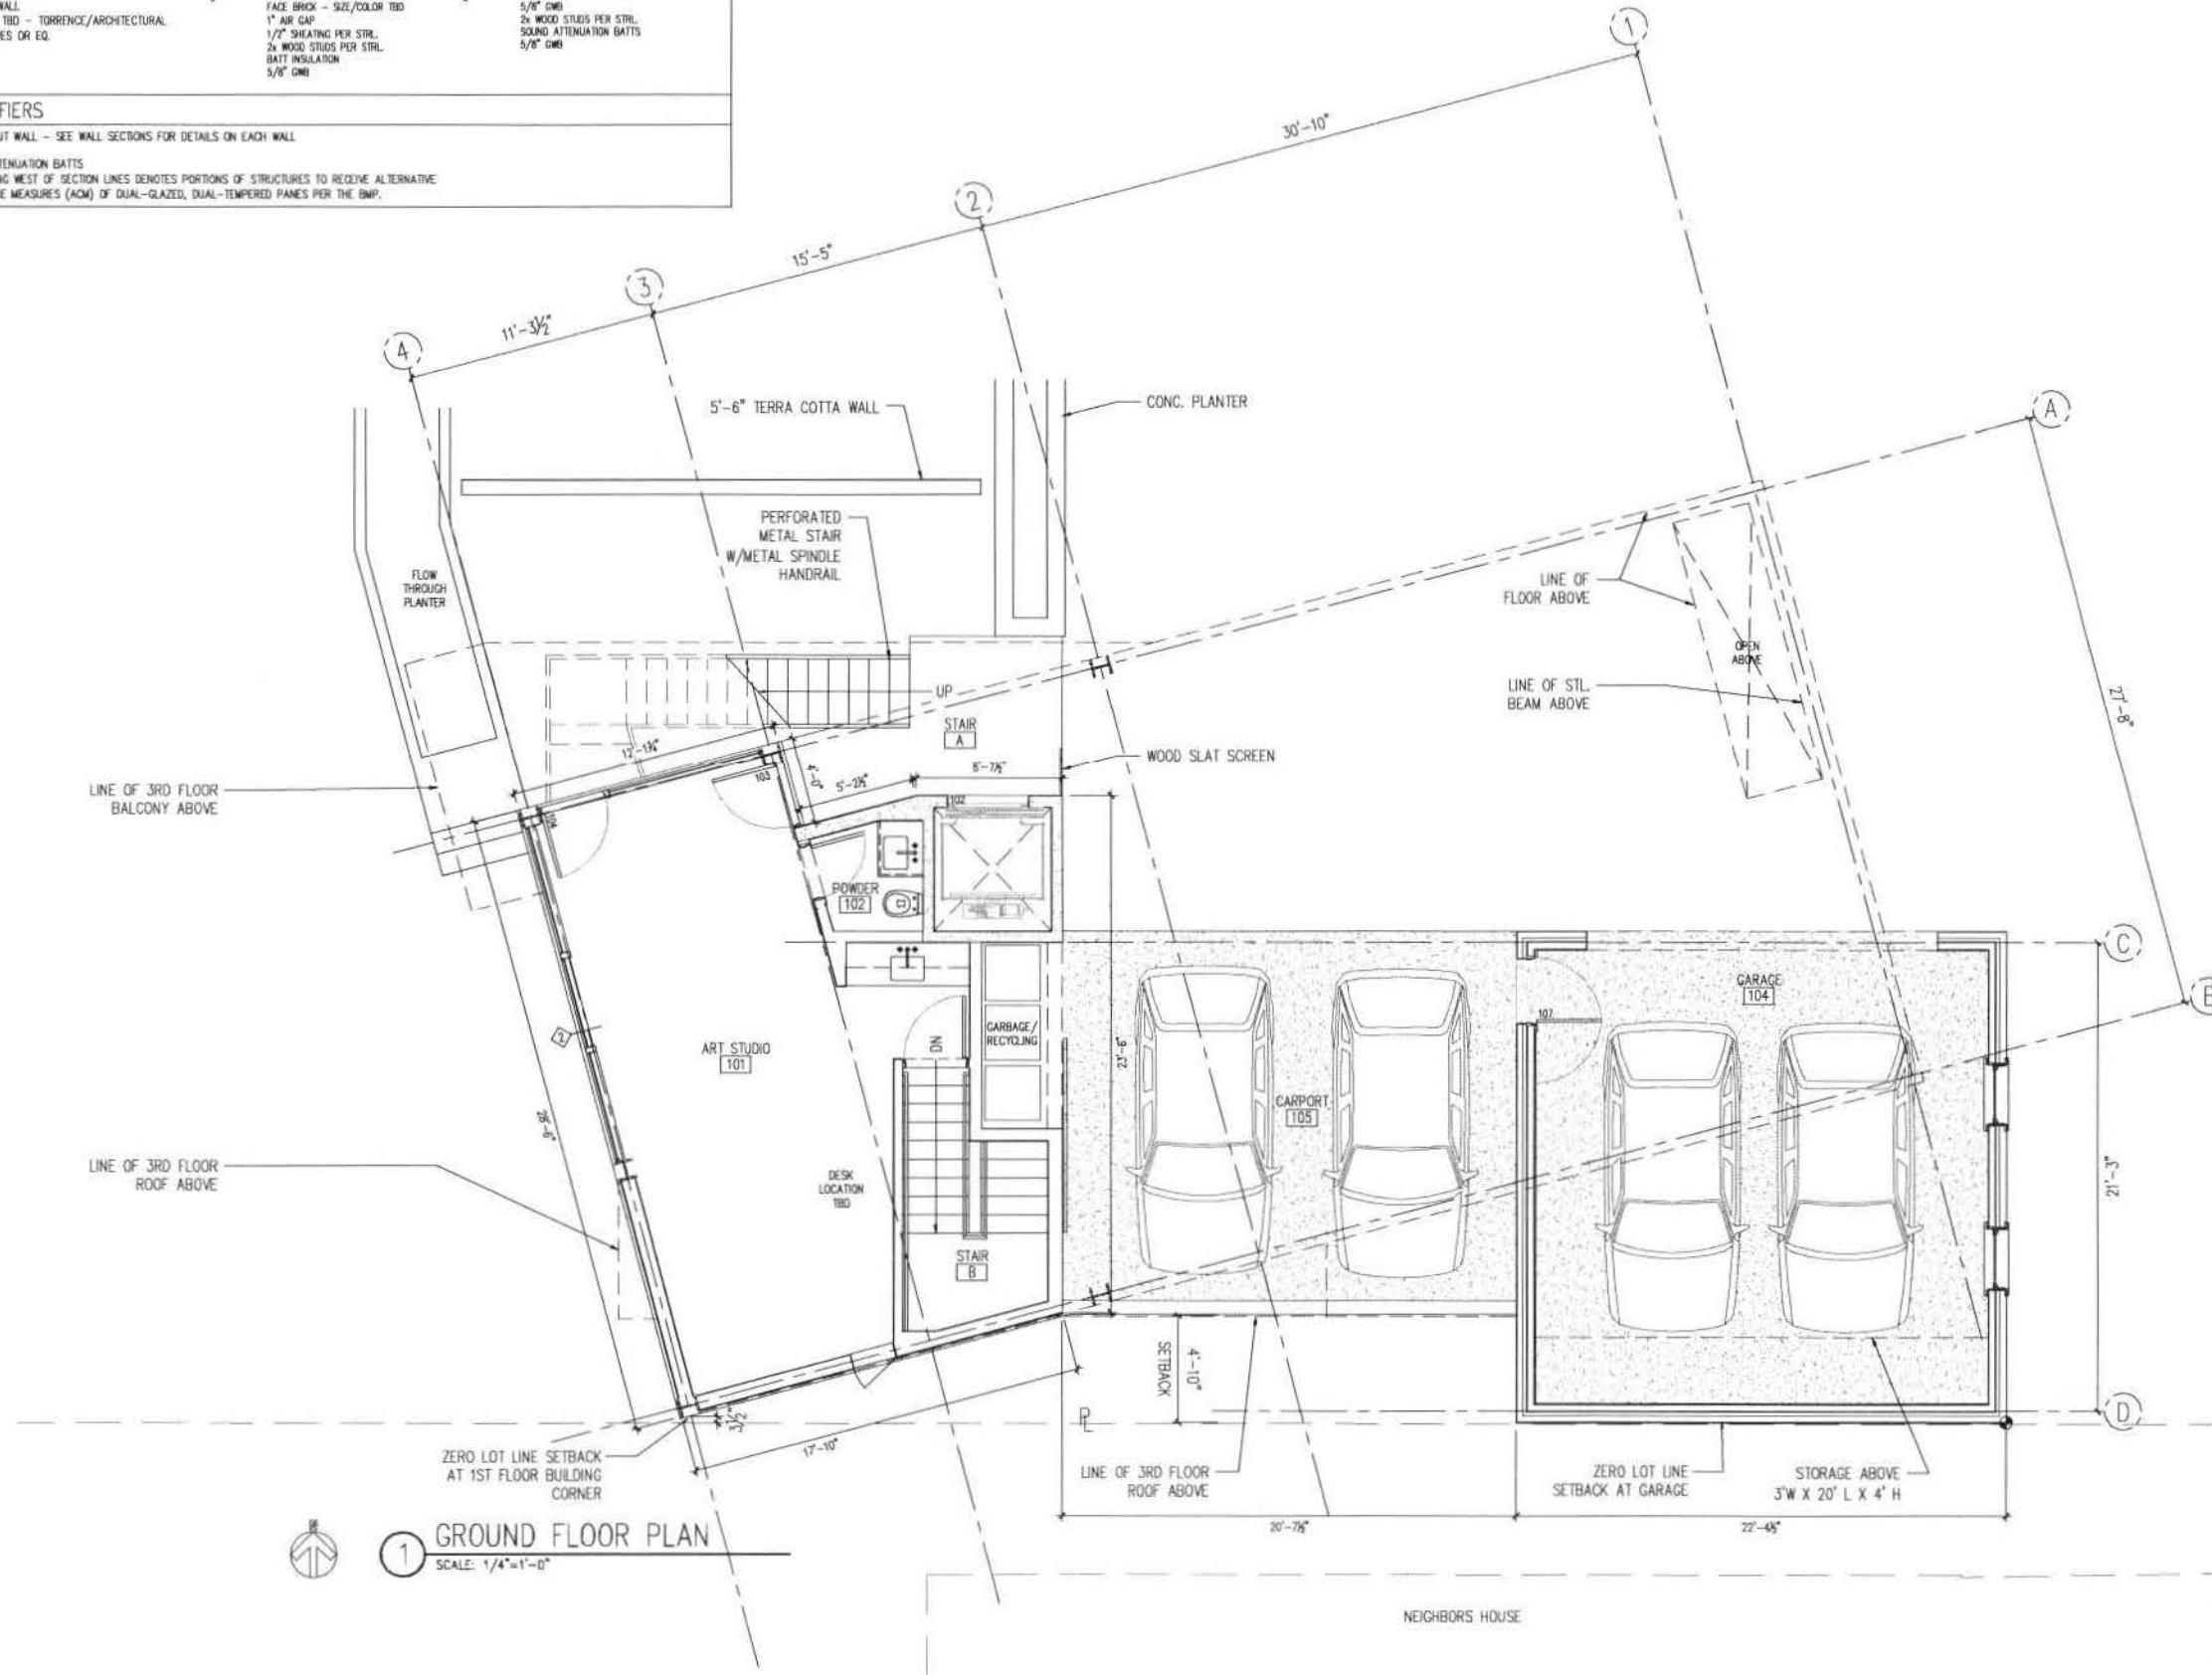 WALL
TBD - TORRENCE/ARCHITECTURAL
ES OR EQ.
FACE BRICK - SIZE/COLOR TBD
1" AIR GAP
1/2" SHEATING PER STRL.
2x WOOD STUDS PER STRL.
BATT INSULATION
5/8" GWB
5/8" GWB
2x WOOD STUDS PER STRL.
SOUND ATTENUATION BATTS
5/8" GWB
FIERS
UT WALL - SEE WALL SECTIONS FOR DETAILS ON EACH WALL
TENUATION BATTS
NG WEST OF SECTION LINES DENOTES PORTIONS OF STRUCTURES TO RECEIVE ALTERNATIVE
E MEASURES (ACM) OF DUAL-GLAZED, DUAL-TEMPERED PANES PER THE BMP.
1
30'-10"
2
15'-5"
3
11'-3½"
4
A
5'-6" TERRA COTTA WALL
CONC. PLANTER
PERFORATED
METAL STAIR
W/METAL SPINDLE
HANDRAIL
FLOW
THROUGH
PLANTER
LINE OF
FLOOR ABOVE
OPEN
ABOVE
LINE OF STL.
BEAM ABOVE
27'-8"
UP
STAIR
A
WOOD SLAT SCREEN
4'-0"
5'-2½"
103
102
104
LINE OF 3RD FLOOR
BALCONY ABOVE
POWDER
102
C
GARAGE
104
B
107
GARBAGE/
RECYCLING
DN
ART STUDIO
101
2
23'-6"
CARPORT
105
28'-6"
21'-3"
LINE OF 3RD FLOOR
ROOF ABOVE
DESK
LOCATION
TBD
STAIR
B
4'-10"
SETBACK
PL
D
3½"
17'-10"
ZERO LOT LINE SETBACK
AT 1ST FLOOR BUILDING
CORNER
LINE OF 3RD FLOOR
ROOF ABOVE
ZERO LOT LINE
SETBACK AT GARAGE
STORAGE ABOVE
3'W X 20' L X 4' H
20'-7½"
22'-4½"
1
GROUND FLOOR PLAN
SCALE: 1/4"=1'-0"
NEIGHBORS HOUSE